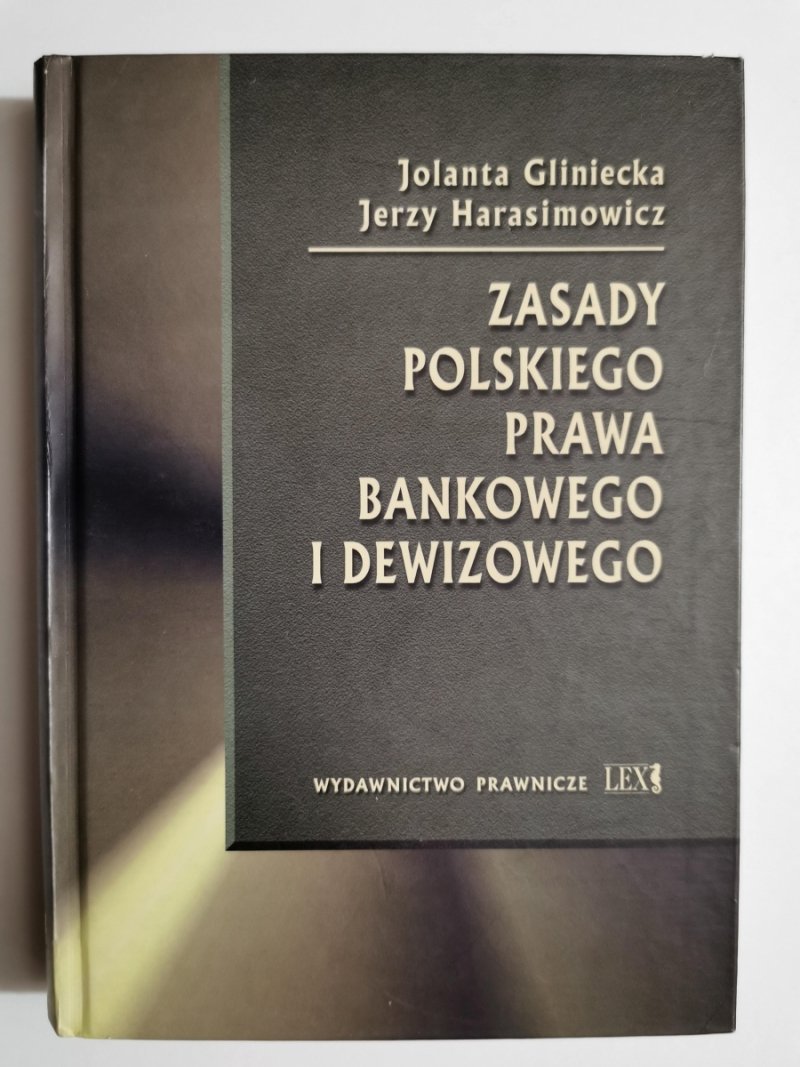 Jolanta Gliniecka
Jerzy Harasimowicz
ZASADY
POLSKIEGO
PRAWA
BANKOWEGO
I DEWIZOWEGO
WYDAWNICTWO PRAWNICZE LEX